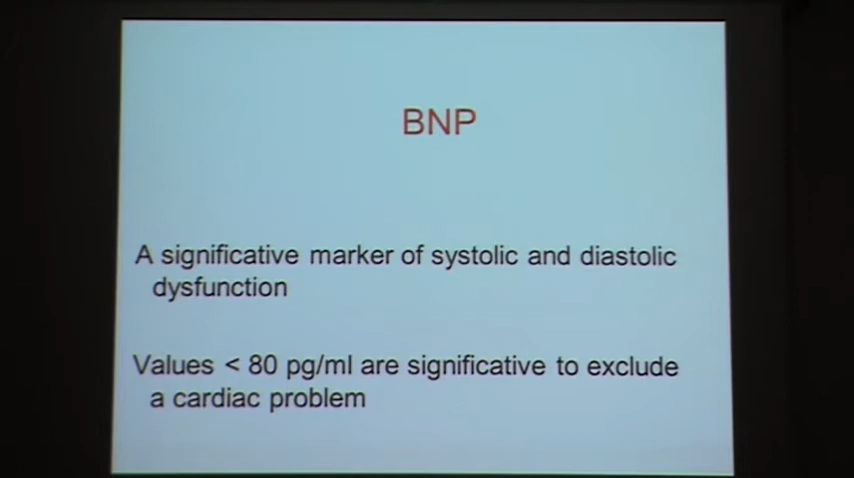 BNP
A significative marker of systolic and diastolic
dysfunction
Values < 80 pg/ml are significative to exclude
a cardiac problem